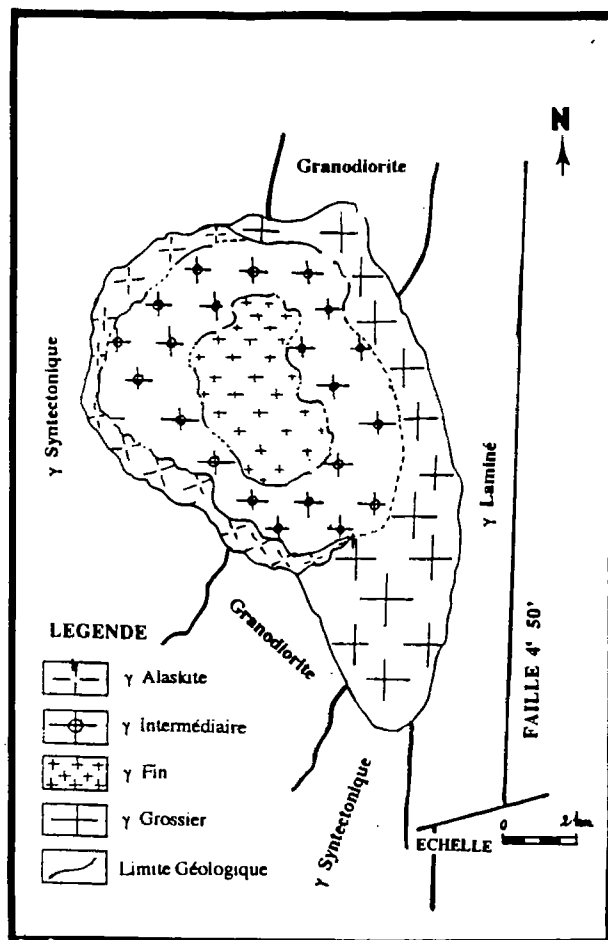 N
Granodiorite
γ Syntectonique
γ Laminé
Granodiorite
FAILLE 4° 50'
γ Syntectonique
LEGENDE
γ Alaskite
γ Intermédiaire
γ Fin
γ Grossier
Limite Géologique
0 2 km
ECHELLE